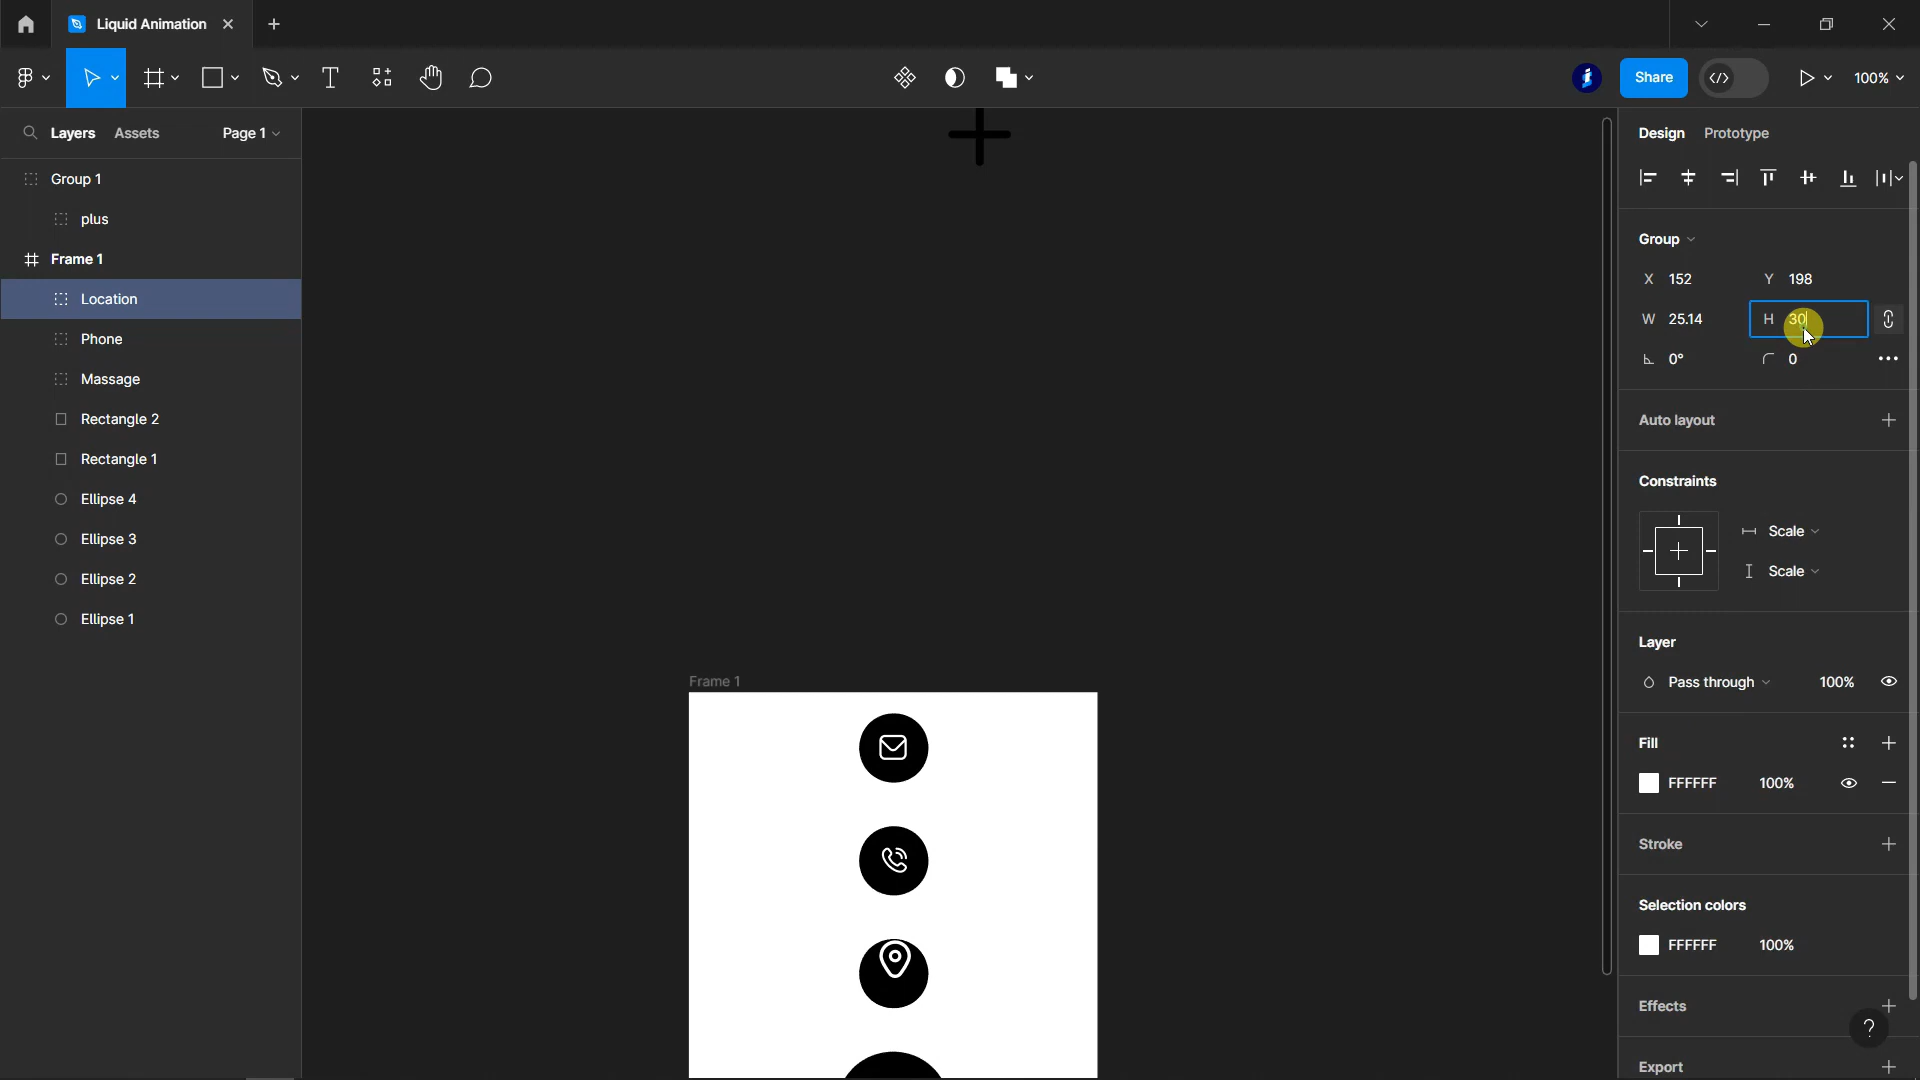 Liquid Animation
Share
100%
Layers
Assets
Page 1
Group 1
plus
Frame 1
Location
Phone
Massage
Rectangle 2
Rectangle 1
Ellipse 4
Ellipse 3
Ellipse 2
Ellipse 1
Frame 1
Design
Prototype
Group
X 152
Y 198
W 25.14
H 30
0°
0
Auto layout
Constraints
Scale
Scale
Layer
Pass through
100%
Fill
FFFFFF
100%
Stroke
Selection colors
FFFFFF
100%
Effects
?
Export